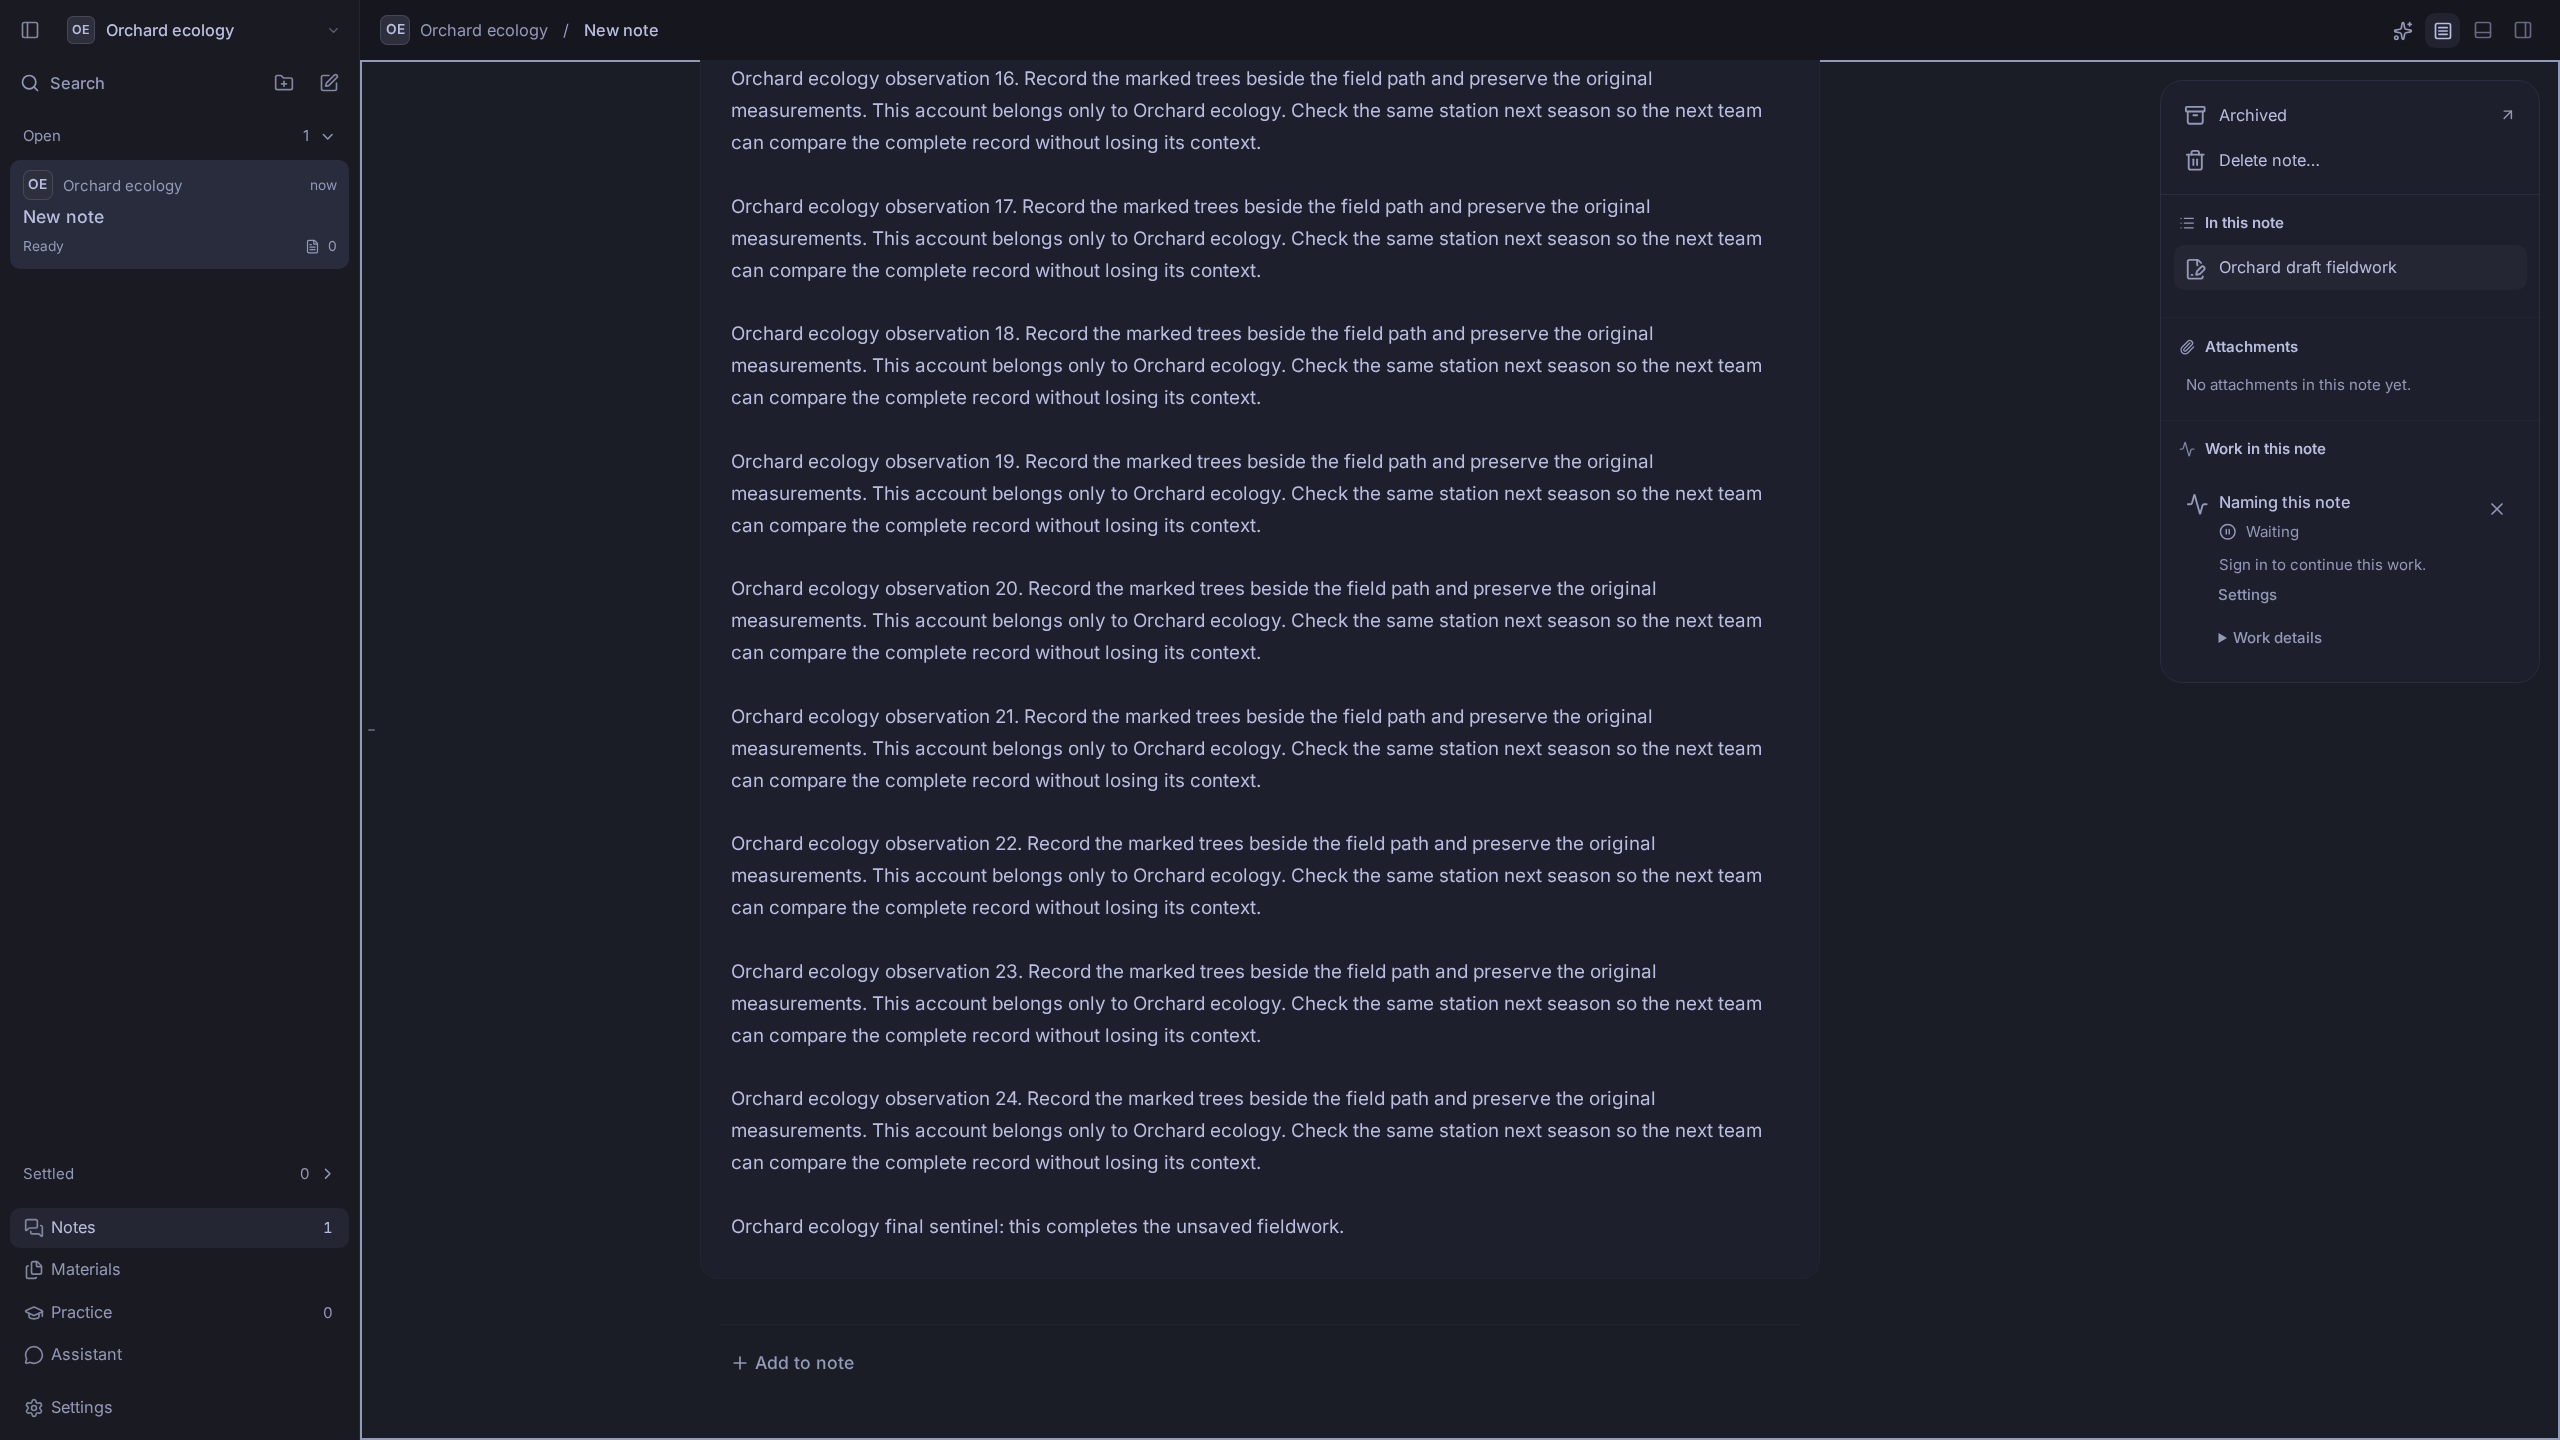 OE Orchard ecology
Search
Open 1
OE Orchard ecology now
New note
Ready 0
Settled 0
Notes 1
Materials
Practice 0
Assistant
Settings
OE Orchard ecology / New note
Orchard ecology observation 16. Record the marked trees beside the field path and preserve the original
measurements. This account belongs only to Orchard ecology. Check the same station next season so the next team
can compare the complete record without losing its context.
Orchard ecology observation 17. Record the marked trees beside the field path and preserve the original
measurements. This account belongs only to Orchard ecology. Check the same station next season so the next team
can compare the complete record without losing its context.
Orchard ecology observation 18. Record the marked trees beside the field path and preserve the original
measurements. This account belongs only to Orchard ecology. Check the same station next season so the next team
can compare the complete record without losing its context.
Orchard ecology observation 19. Record the marked trees beside the field path and preserve the original
measurements. This account belongs only to Orchard ecology. Check the same station next season so the next team
can compare the complete record without losing its context.
Orchard ecology observation 20. Record the marked trees beside the field path and preserve the original
measurements. This account belongs only to Orchard ecology. Check the same station next season so the next team
can compare the complete record without losing its context.
Orchard ecology observation 21. Record the marked trees beside the field path and preserve the original
measurements. This account belongs only to Orchard ecology. Check the same station next season so the next team
can compare the complete record without losing its context.
Orchard ecology observation 22. Record the marked trees beside the field path and preserve the original
measurements. This account belongs only to Orchard ecology. Check the same station next season so the next team
can compare the complete record without losing its context.
Orchard ecology observation 23. Record the marked trees beside the field path and preserve the original
measurements. This account belongs only to Orchard ecology. Check the same station next season so the next team
can compare the complete record without losing its context.
Orchard ecology observation 24. Record the marked trees beside the field path and preserve the original
measurements. This account belongs only to Orchard ecology. Check the same station next season so the next team
can compare the complete record without losing its context.
Orchard ecology final sentinel: this completes the unsaved fieldwork.
Add to note
Archived
Delete note...
In this note
Orchard draft fieldwork
Attachments
No attachments in this note yet.
Work in this note
Naming this note
Waiting
Sign in to continue this work.
Settings
Work details